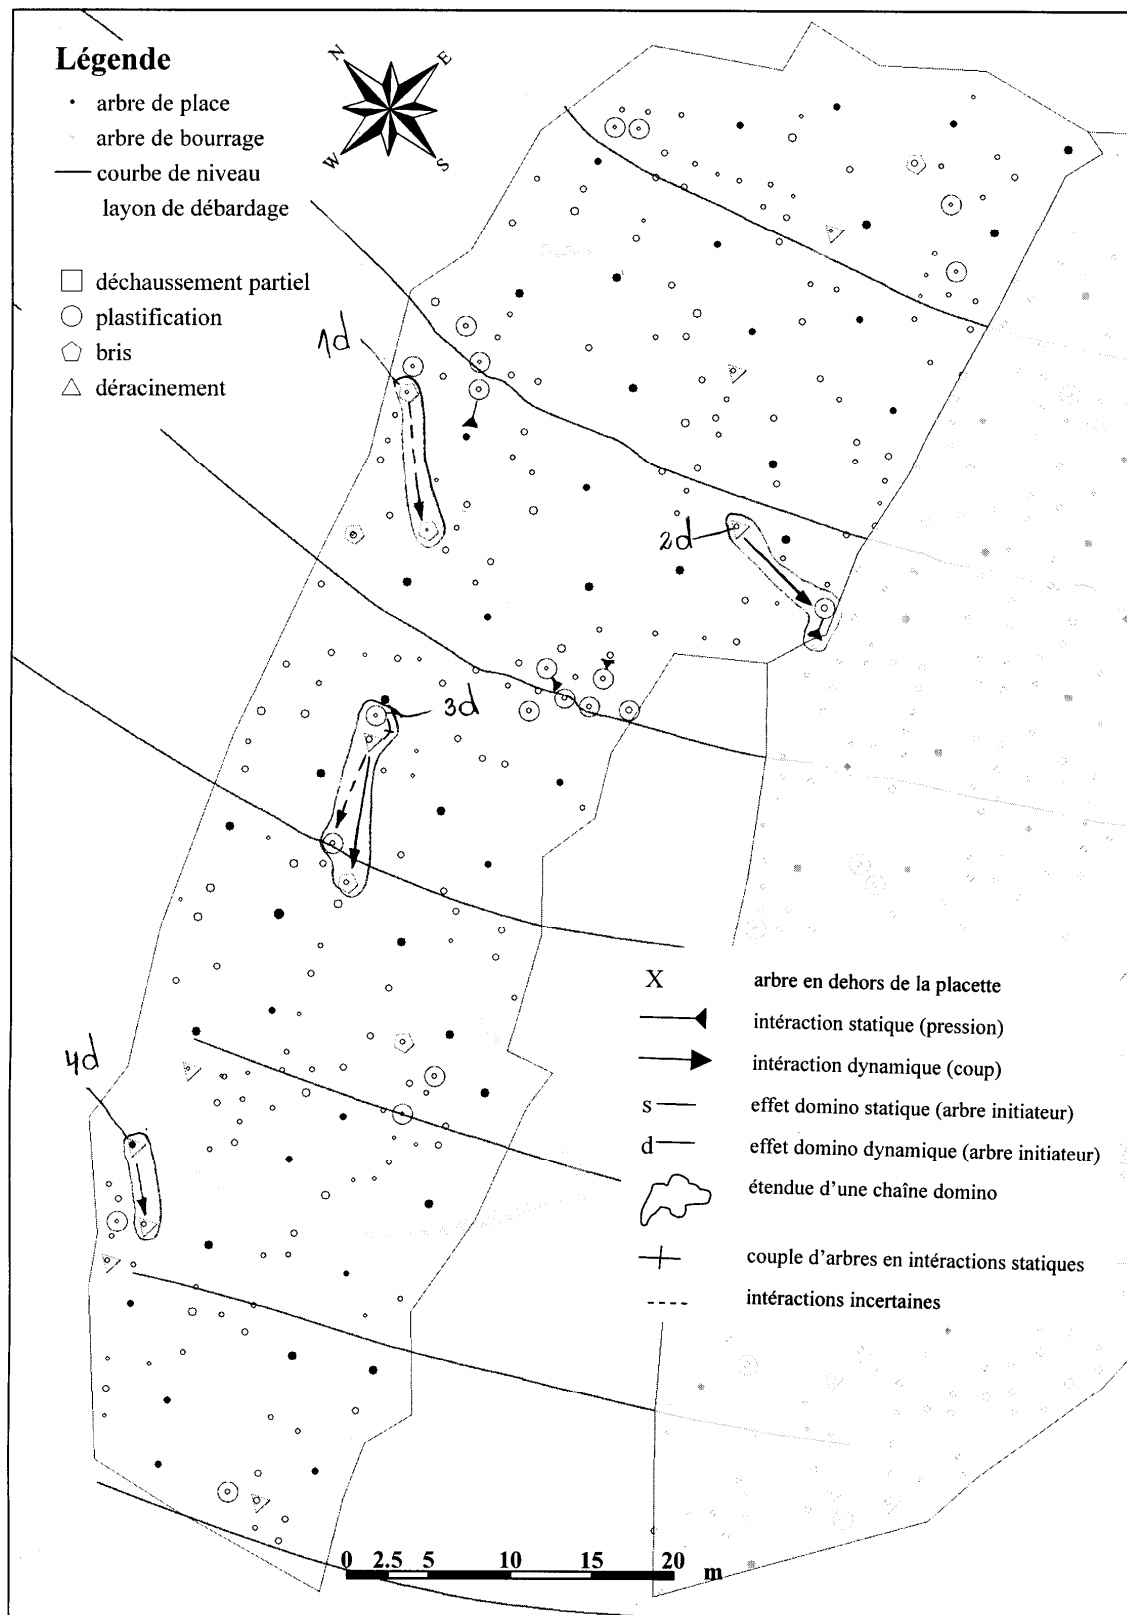 Légende
arbre de place
arbre de bourrage
courbe de niveau
layon de débardage
déchaussement partiel
plastification
bris
déracinement
N
E
W
S
1d
2d
3d
4d
X arbre en dehors de la placette
intéraction statique (pression)
intéraction dynamique (coup)
s effet domino statique (arbre initiateur)
d effet domino dynamique (arbre initiateur)
étendue d'une chaîne domino
couple d'arbres en intéractions statiques
intéractions incertaines
0 2.5 5 10 15 20 m